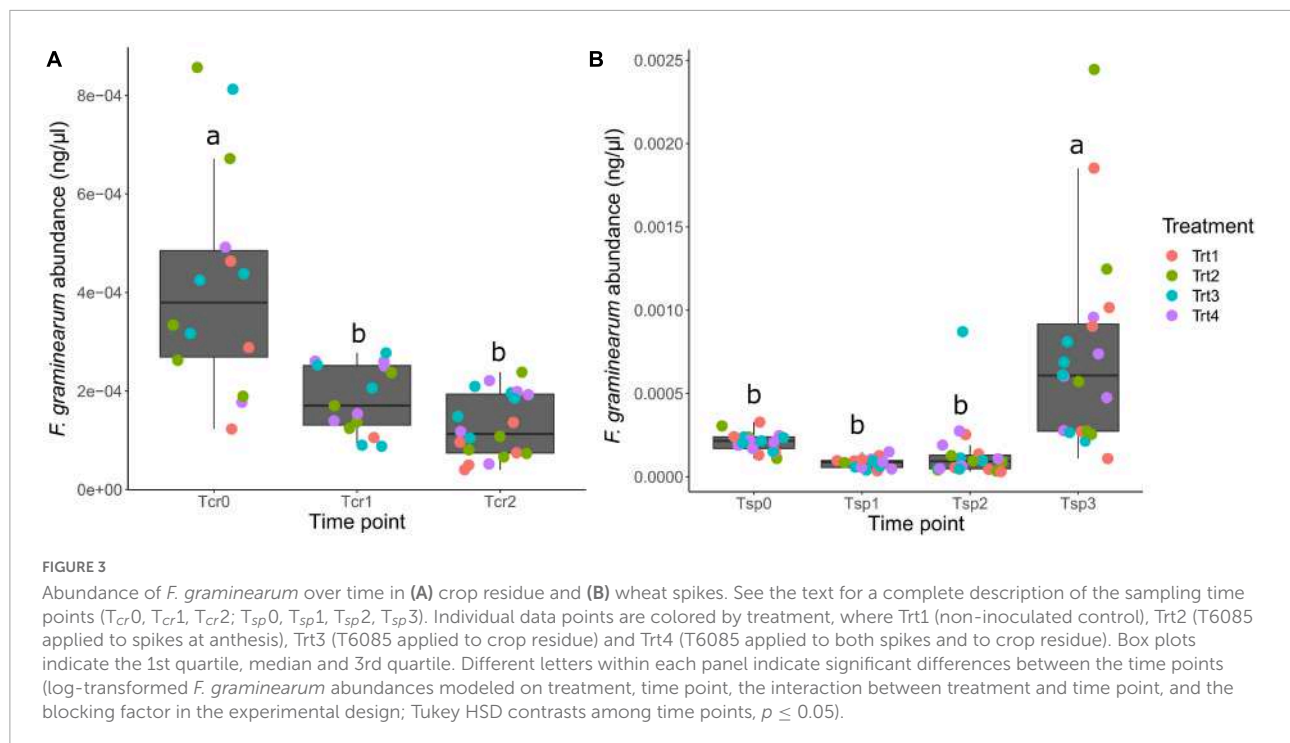 A
F. graminearum abundance (ng/µl)
8e−04
6e−04
4e−04
2e−04
0e+00
a
b
b
Tcr0
Tcr1
Tcr2
Time point
B
F. graminearum abundance (ng/µl)
0.0025
0.0020
0.0015
0.0010
0.0005
0.0000
b
b
b
a
Tsp0
Tsp1
Tsp2
Tsp3
Time point
Treatment
Trt1
Trt2
Trt3
Trt4
FIGURE 3
Abundance of F. graminearum over time in (A) crop residue and (B) wheat spikes. See the text for a complete description of the sampling time
points (Tcr0, Tcr1, Tcr2; Tsp0, Tsp1, Tsp2, Tsp3). Individual data points are colored by treatment, where Trt1 (non-inoculated control), Trt2 (T6085
applied to spikes at anthesis), Trt3 (T6085 applied to crop residue) and Trt4 (T6085 applied to both spikes and to crop residue). Box plots
indicate the 1st quartile, median and 3rd quartile. Different letters within each panel indicate significant differences between the time points
(log-transformed F. graminearum abundances modeled on treatment, time point, the interaction between treatment and time point, and the
blocking factor in the experimental design; Tukey HSD contrasts among time points, p ≤ 0.05).